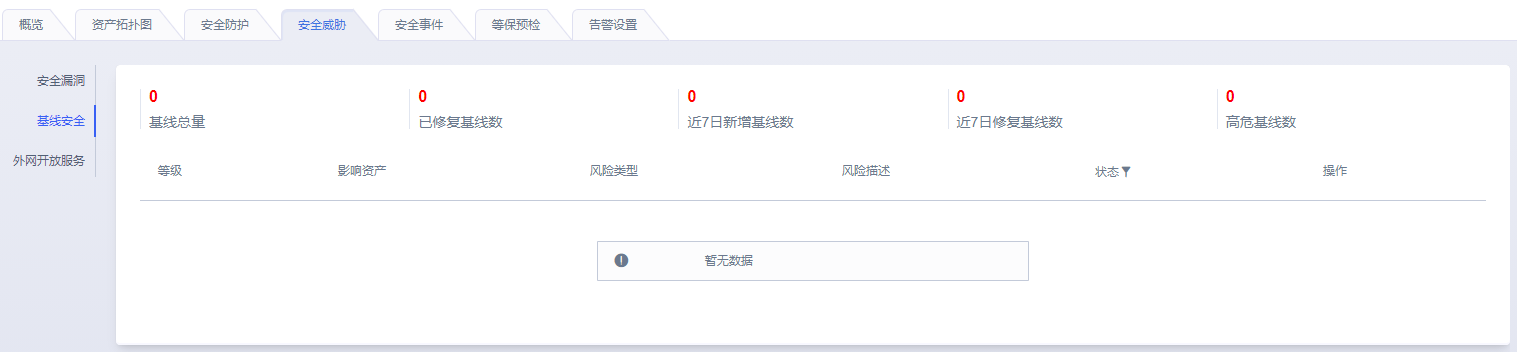 概览 资产拓扑图 安全防护 安全威胁 安全事件 等保预检 告警设置
安全漏洞
基线安全
外网开放服务
0 0 0 0 0
基线总量 已修复基线数 近7日新增基线数 近7日修复基线数 高危基线数
等级 影响资产 风险类型 风险描述 状态 操作
暂无数据